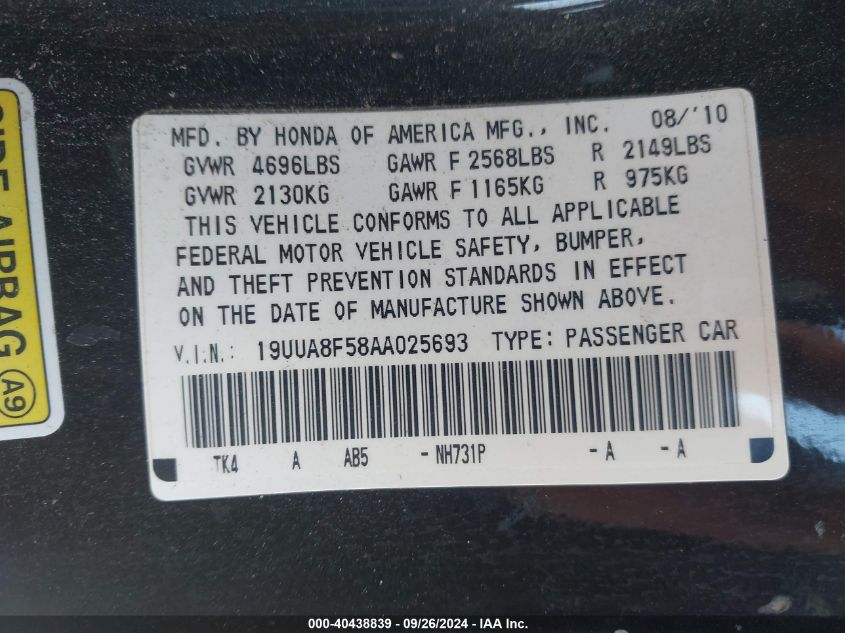 SIDE AIRBAG A9
MFD. BY HONDA OF AMERICA MFG., INC. 08/'10
GVWR 4696LBS GAWR F 2568LBS R 2149LBS
GVWR 2130KG GAWR F 1165KG R 975KG
THIS VEHICLE CONFORMS TO ALL APPLICABLE
FEDERAL MOTOR VEHICLE SAFETY, BUMPER,
AND THEFT PREVENTION STANDARDS IN EFFECT
ON THE DATE OF MANUFACTURE SHOWN ABOVE.
V.I.N.: 19UUA8F58AA025693 TYPE: PASSENGER CAR
TK4 A AB5 -NH731P -A -A
000-40438839 - 09/26/2024 - IAA Inc.